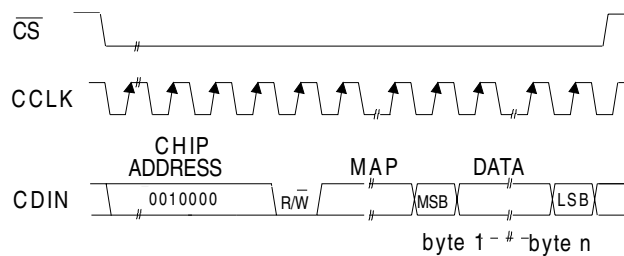 CS
CCLK
CHIP
ADDRESS
MAP
DATA
CDIN
0010000
R/W
MSB
LSB
byte 1
byte n